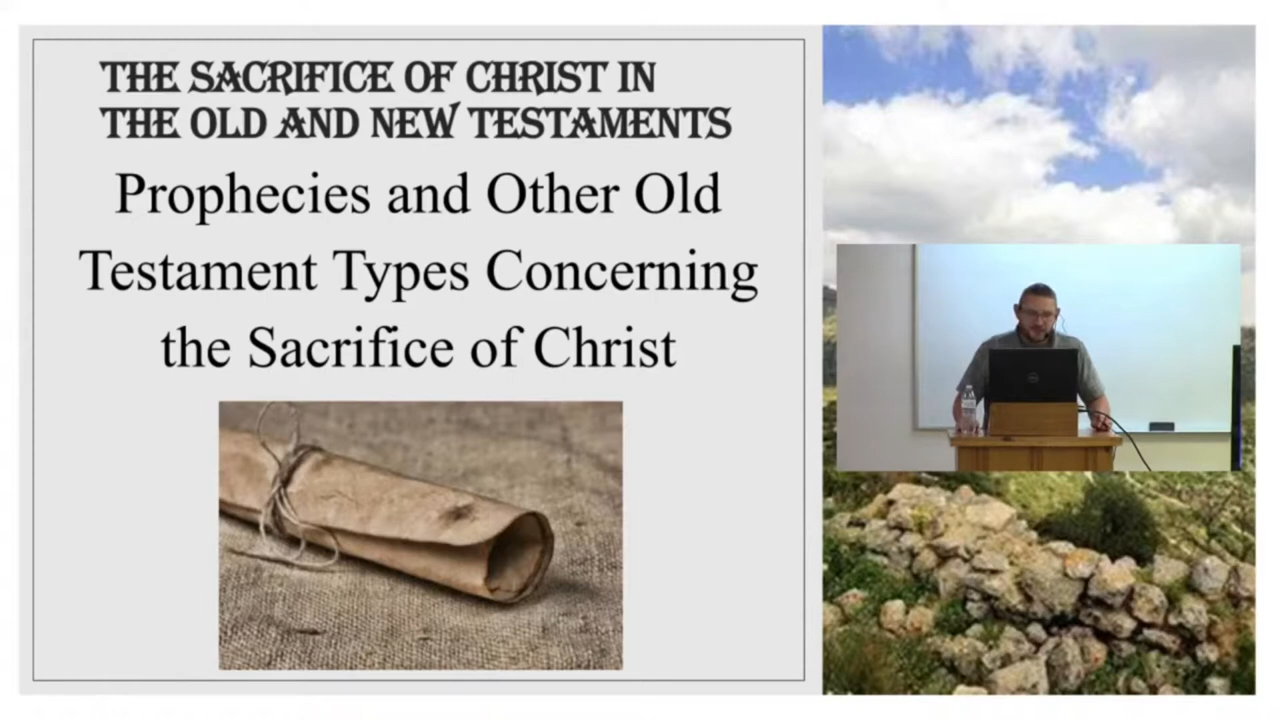 THE SACRIFICE OF CHRIST IN
THE OLD AND NEW TESTAMENTS
Prophecies and Other Old
Testament Types Concerning
the Sacrifice of Christ